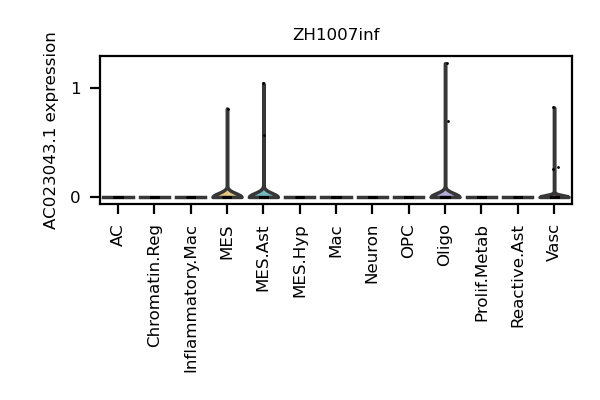 ZH1007inf
AC023043.1 expression
1
0
AC
Chromatin.Reg
Inflammatory.Mac
MES
MES.Ast
MES.Hyp
Mac
Neuron
OPC
Oligo
Prolif.Metab
Reactive.Ast
Vasc